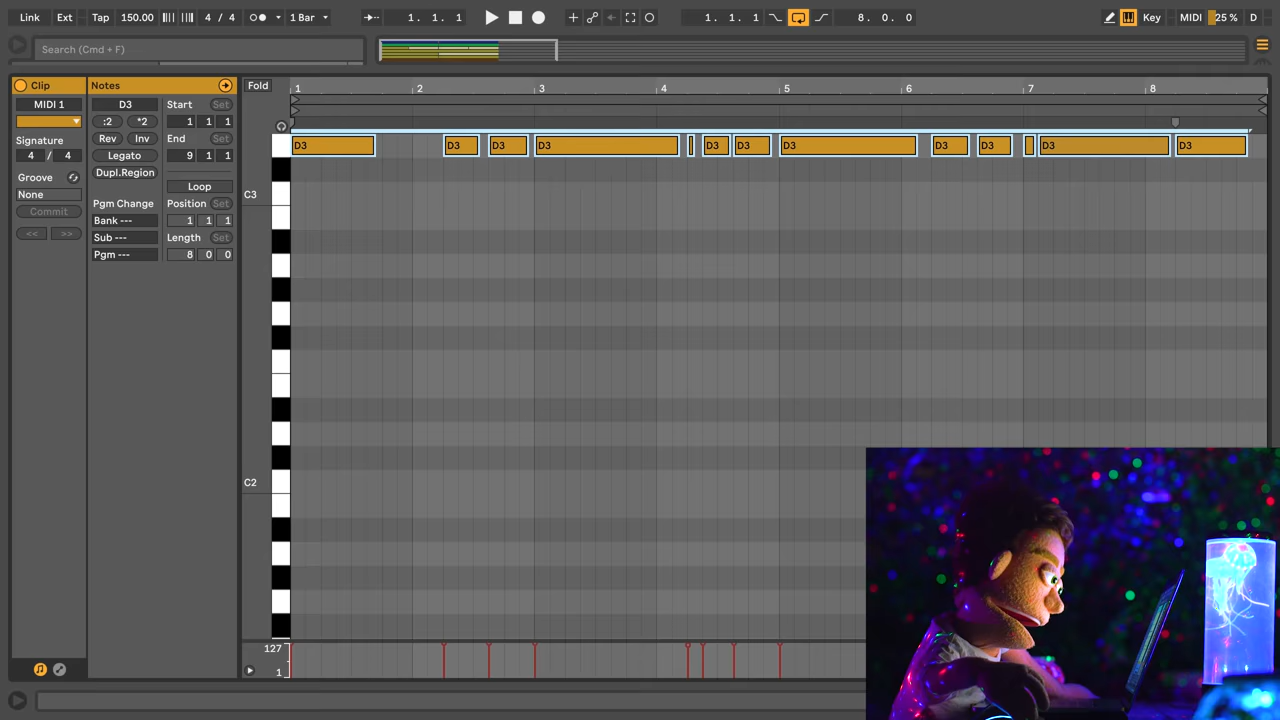 Link Ext Tap 150.00 4 / 4 1 Bar 1. 1. 1 1. 1. 1 8. 0. 0 Key MIDI 25 % D
Search (Cmd + F)
Clip Notes Fold 1 2 3 4 5 6 7 8
MIDI 1 D3 Start Set
:2 *2 1 1 1
Signature Rev Inv End Set
4 / 4 Legato 9 1 1
Groove Dupl.Region
None Loop
Commit Pgm Change Position Set
<< >> Bank --- 1 1 1
Sub --- Length Set
Pgm --- 8 0 0
D3 D3 D3 D3 D3 D3 D3 D3 D3 D3 D3
C3
C2
127
1